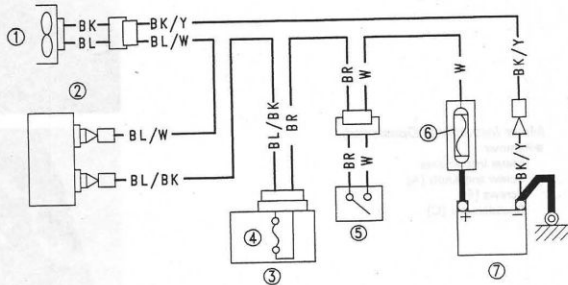 ① BK BK/Y
BL BL/W
②
BL/W
BL/BK
BL/BK
BR
BR
W
W
BK/Y
BR
W
⑥
BK/Y
④
③
⑤
+ −
⑦